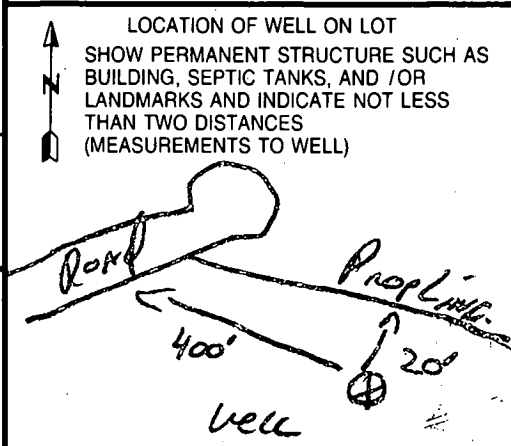 LOCATION OF WELL ON LOT
SHOW PERMANENT STRUCTURE SUCH AS
BUILDING, SEPTIC TANKS, AND /OR
LANDMARKS AND INDICATE NOT LESS
THAN TWO DISTANCES
(MEASUREMENTS TO WELL)
N
Road
Prop Line
400'
20'
Well